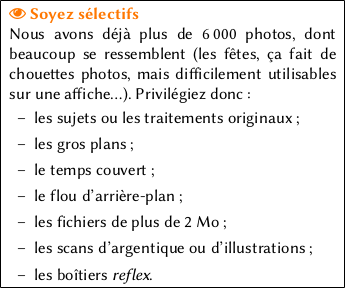 Soyez sélectifs
Nous avons déjà plus de 6 000 photos, dont
beaucoup se ressemblent (les fêtes, ça fait de
chouettes photos, mais difficilement utilisables
sur une affiche…). Privilégiez donc :
– les sujets ou les traitements originaux ;
– les gros plans ;
– le temps couvert ;
– le flou d’arrière-plan ;
– les fichiers de plus de 2 Mo ;
– les scans d’argentique ou d’illustrations ;
– les boîtiers reflex.